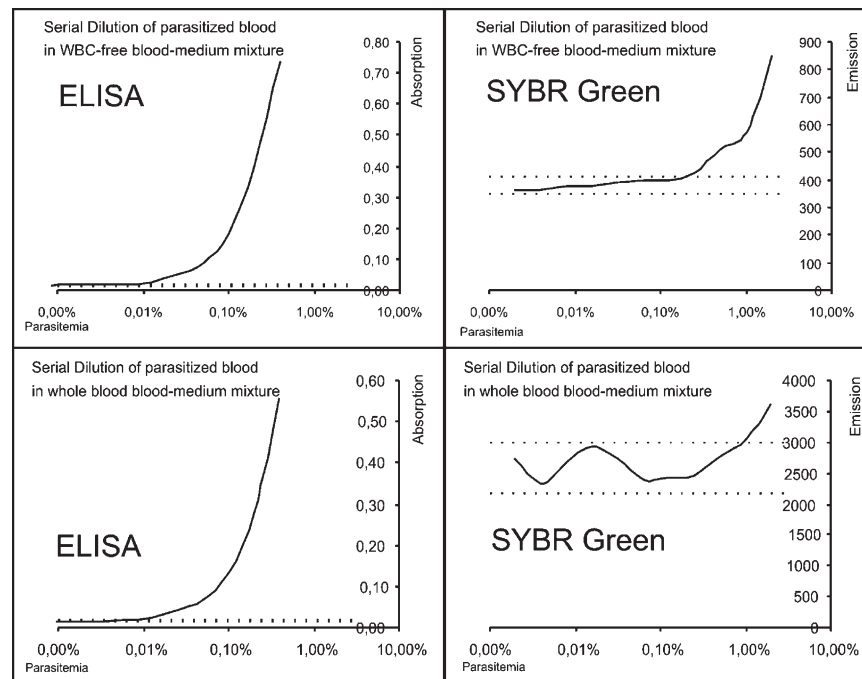 Serial Dilution of parasitized blood
in WBC-free blood-medium mixture
ELISA
0,80
0,70
0,60
0,50
0,40
0,30
0,20
0,10
0,00
Absorption
0,00% 0,01% 0,10% 1,00% 10,00%
Parasitemia
Serial Dilution of parasitized blood
in WBC-free blood-medium mixture
SYBR Green
900
800
700
600
500
400
300
200
100
0
Emission
0,00% 0,01% 0,10% 1,00% 10,00%
Parasitemia
Serial Dilution of parasitized blood
in whole blood blood-medium mixture
ELISA
0,60
0,50
0,40
0,30
0,20
0,10
0,00
Absorption
0,00% 0,01% 0,10% 1,00% 10,00%
Parasitemia
Serial Dilution of parasitized blood
in whole blood blood-medium mixture
SYBR Green
4000
3500
3000
2500
2000
1500
1000
500
0
Emission
0,00% 0,01% 0,10% 1,00% 10,00%
Parasitemia